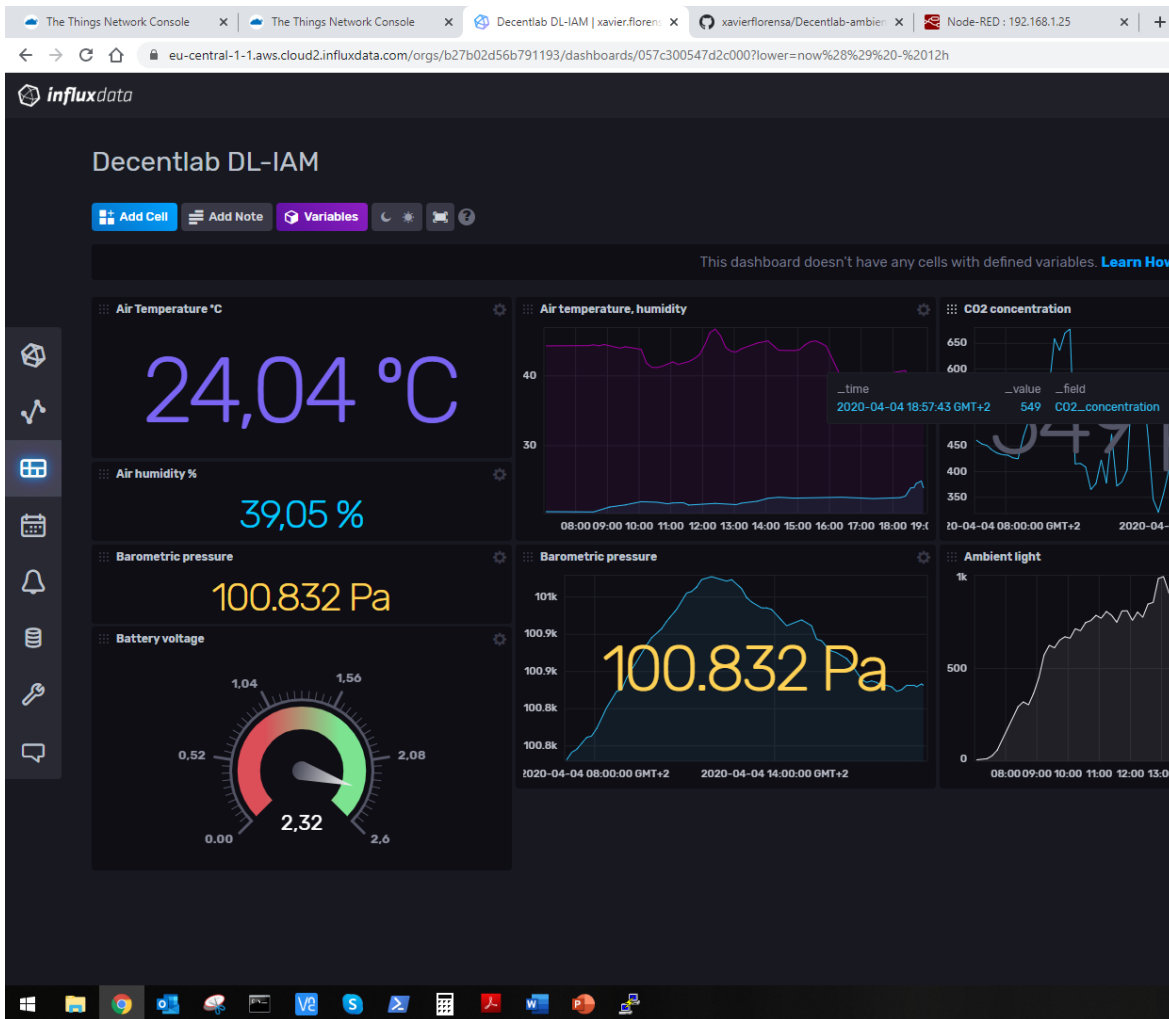 The Things Network Console
The Things Network Console
Decentlab DL-IAM | xavier.florens
xavierflorensa/Decentlab-ambien
Node-RED : 192.168.1.25
eu-central-1-1.aws.cloud2.influxdata.com/orgs/b27b02d56b791193/dashboards/057c300547d2c000?lower=now%28%29%20-%2012h
influxdata
Decentlab DL-IAM
Add Cell
Add Note
Variables
This dashboard doesn't have any cells with defined variables. Learn How
Air Temperature °C
24,04 °C
Air humidity %
39,05 %
Barometric pressure
100.832 Pa
Battery voltage
0.00
0,52
1,04
1,56
2,08
2,6
2,32
Air temperature, humidity
40
30
08:00 09:00 10:00 11:00 12:00 13:00 14:00 15:00 16:00 17:00 18:00
CO2 concentration
650
600
450
400
350
_time _value _field
2020-04-04 18:57:43 GMT+2 549 CO2_concentration
20-04-04 08:00:00 GMT+2 2020-04-
Barometric pressure
101k
100.9k
100.9k
100.8k
100.8k
100.832 Pa
2020-04-04 08:00:00 GMT+2 2020-04-04 14:00:00 GMT+2
Ambient light
1k
500
0
08:00 09:00 10:00 11:00 12:00 13:0